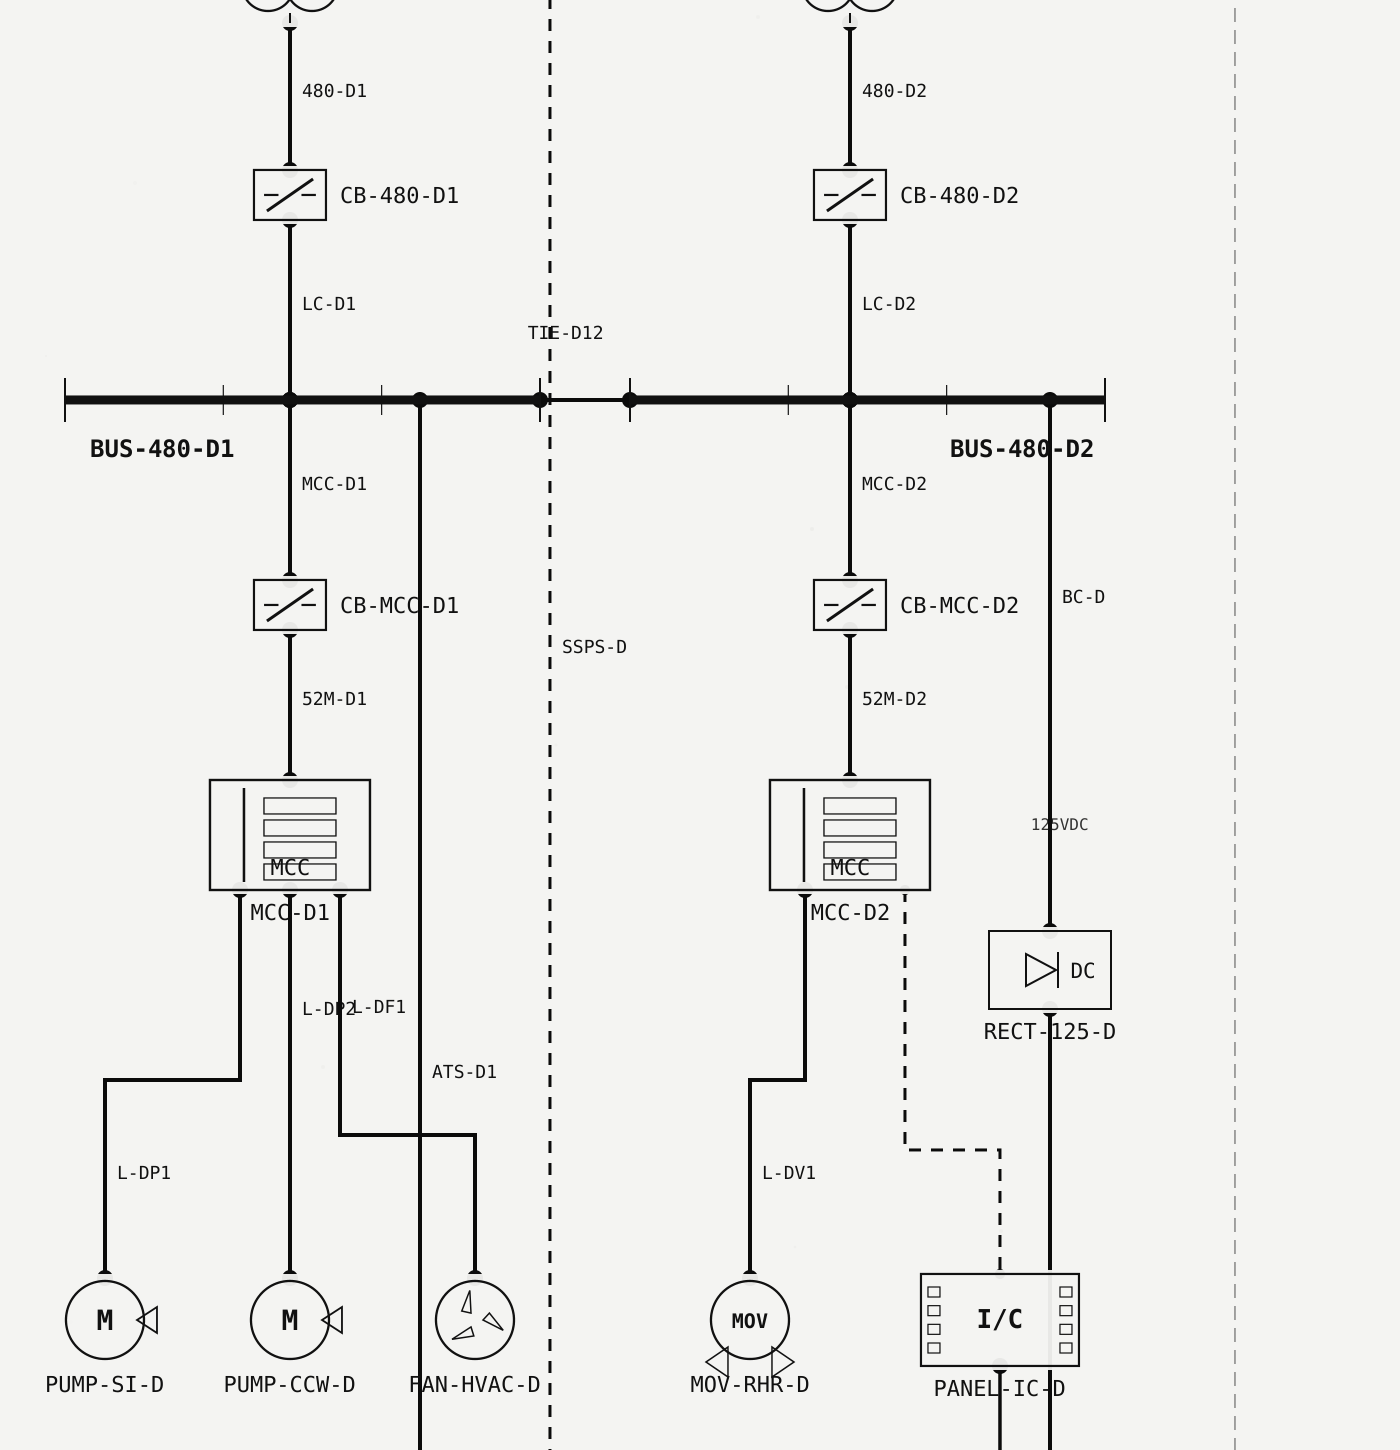 480-D1
480-D2
CB-480-D1
CB-480-D2
LC-D1
LC-D2
TIE-D12
BUS-480-D1
BUS-480-D2
MCC-D1
MCC-D2
BC-D
CB-MCC-D1
CB-MCC-D2
SSPS-D
52M-D1
52M-D2
125VDC
MCC
MCC
MCC-D1
MCC-D2
DC
L-DP2
L-DF1
RECT-125-D
ATS-D1
L-DP1
L-DV1
M
M
MOV
I/C
PUMP-SI-D
PUMP-CCW-D
FAN-HVAC-D
MOV-RHR-D
PANEL-IC-D